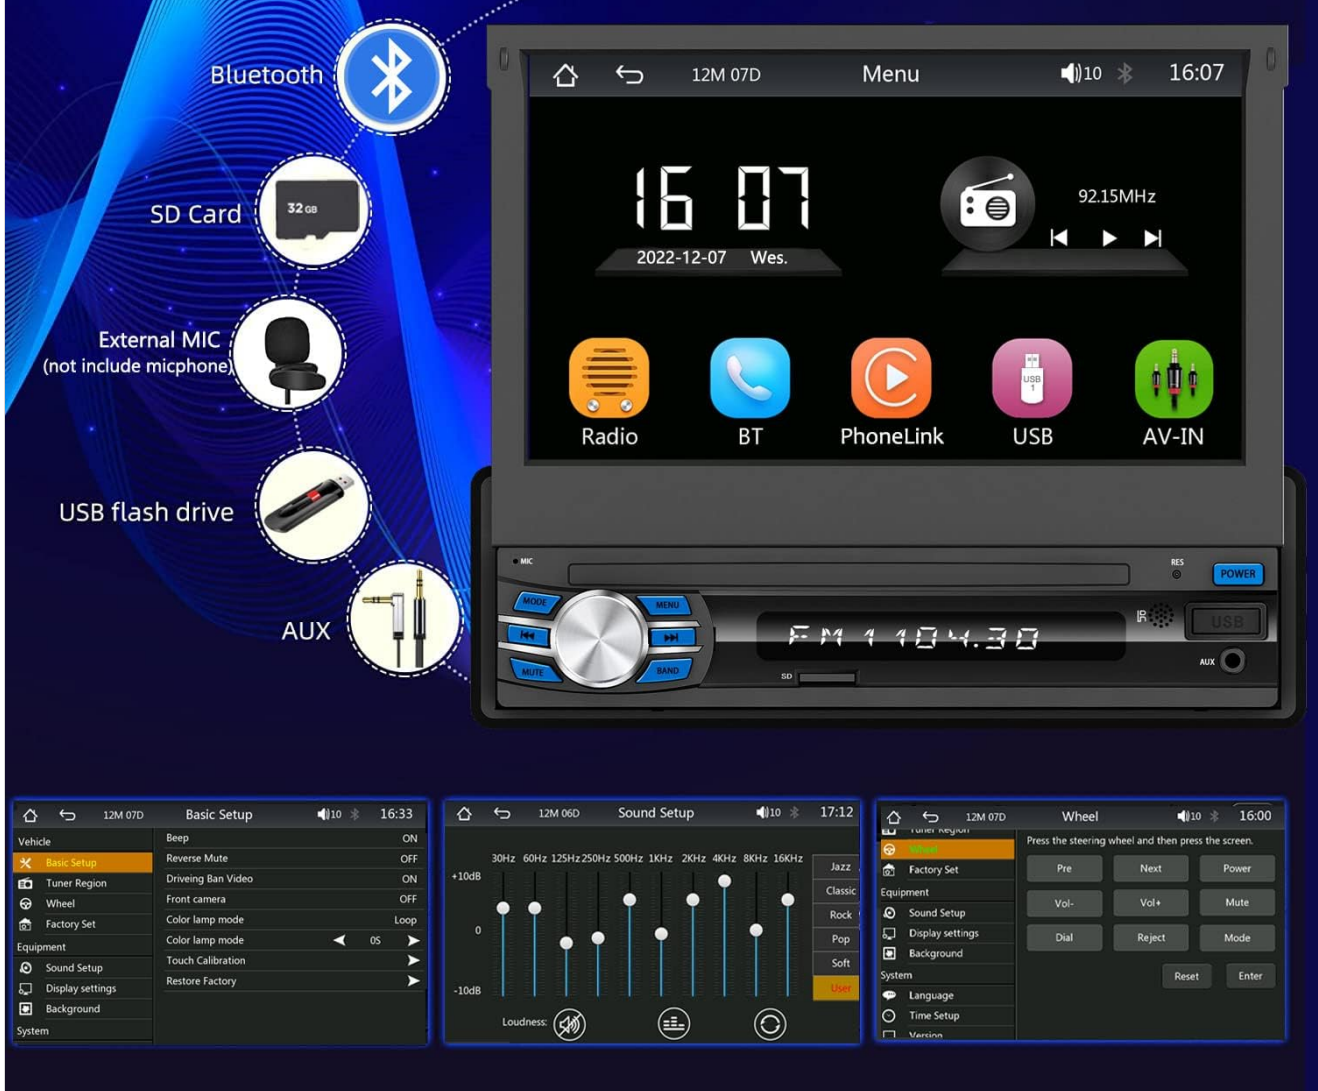 Bluetooth
SD Card
32 GB
External MIC
(not include micphone)
USB flash drive
AUX
12M 07D Menu 10 16:07
16 07
2022-12-07 Wes.
92.15MHz
USB
1
Radio BT PhoneLink USB AV-IN
MIC
RES
POWER
MODE
MENU
MUTE
BAND
FM1 104.30
SD
USB
AUX
12M 07D Basic Setup 10 16:33
Vehicle
Basic Setup
Tuner Region
Wheel
Factory Set
Equipment
Sound Setup
Display settings
Background
System
Beep ON
Reverse Mute OFF
Driveing Ban Video ON
Front camera OFF
Color lamp mode Loop
Color lamp mode 0S
Touch Calibration
Restore Factory
12M 06D Sound Setup 10 17:12
30Hz 60Hz 125Hz 250Hz 500Hz 1KHz 2KHz 4KHz 8KHz 16KHz
+10dB
0
-10dB
Jazz
Classic
Rock
Pop
Soft
User
Loudness:
12M 07D Wheel 10 16:00
Tuner Region
Wheel
Factory Set
Equipment
Sound Setup
Display settings
Background
System
Language
Time Setup
Version
Press the steering wheel and then press the screen.
Pre Next Power
Vol- Vol+ Mute
Dial Reject Mode
Reset Enter